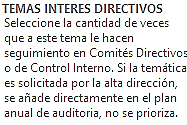 TEMAS INTERES DIRECTIVOS
Seleccione la cantidad de veces
que a este tema le hacen
seguimiento en Comités Directivos
o de Control Interno. Si la temática
es solicitada por la alta dirección,
se añade directamente en el plan
anual de auditoria, no se prioriza.